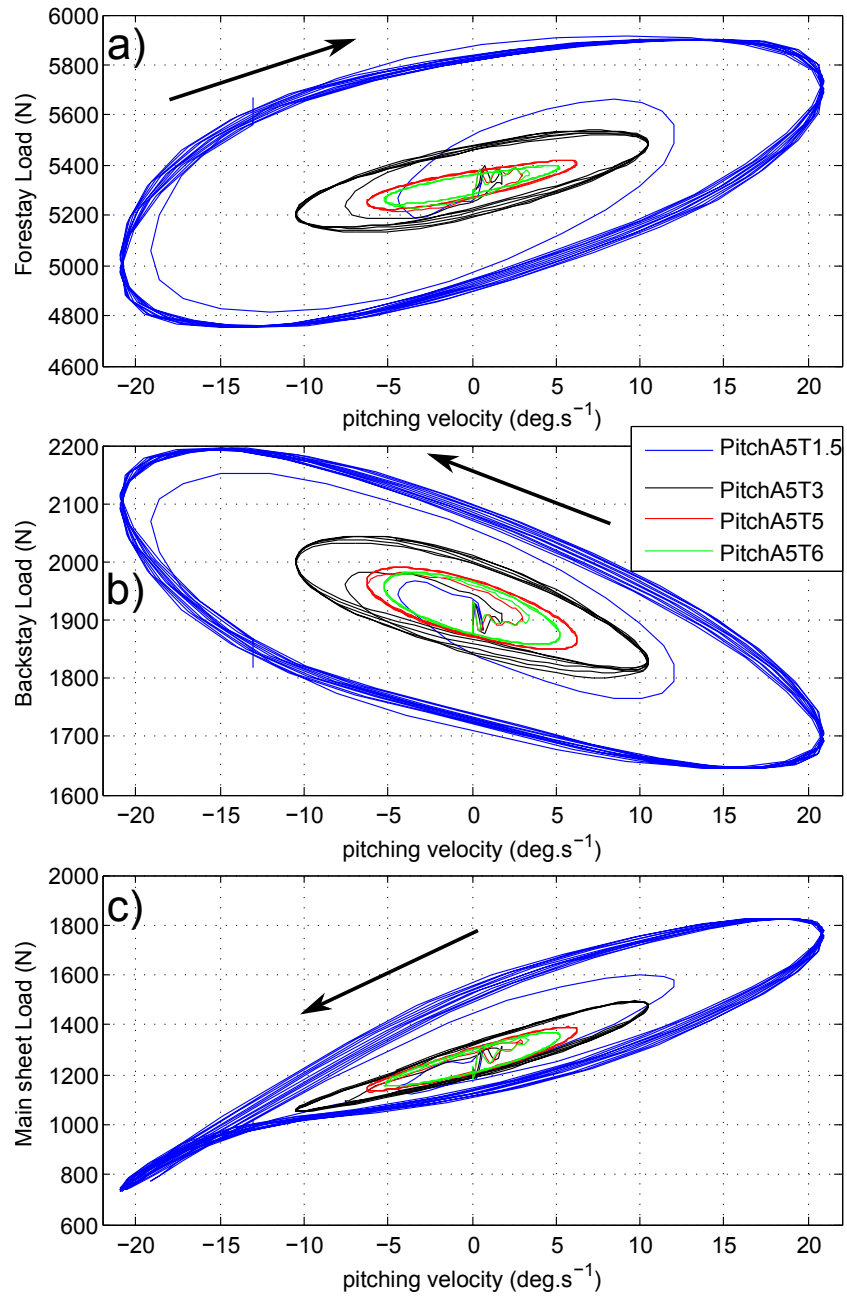 a)
Forestay Load (N)
6000
5800
5600
5400
5200
5000
4800
4600
−20 −15 −10 −5 0 5 10 15 20
pitching velocity (deg.s−1)
b)
Backstay Load (N)
2200
2100
2000
1900
1800
1700
1600
−20 −15 −10 −5 0 5 10 15 20
pitching velocity (deg.s−1)
PitchA5T1.5
PitchA5T3
PitchA5T5
PitchA5T6
c)
Main sheet Load (N)
2000
1800
1600
1400
1200
1000
800
600
−20 −15 −10 −5 0 5 10 15 20
pitching velocity (deg.s−1)